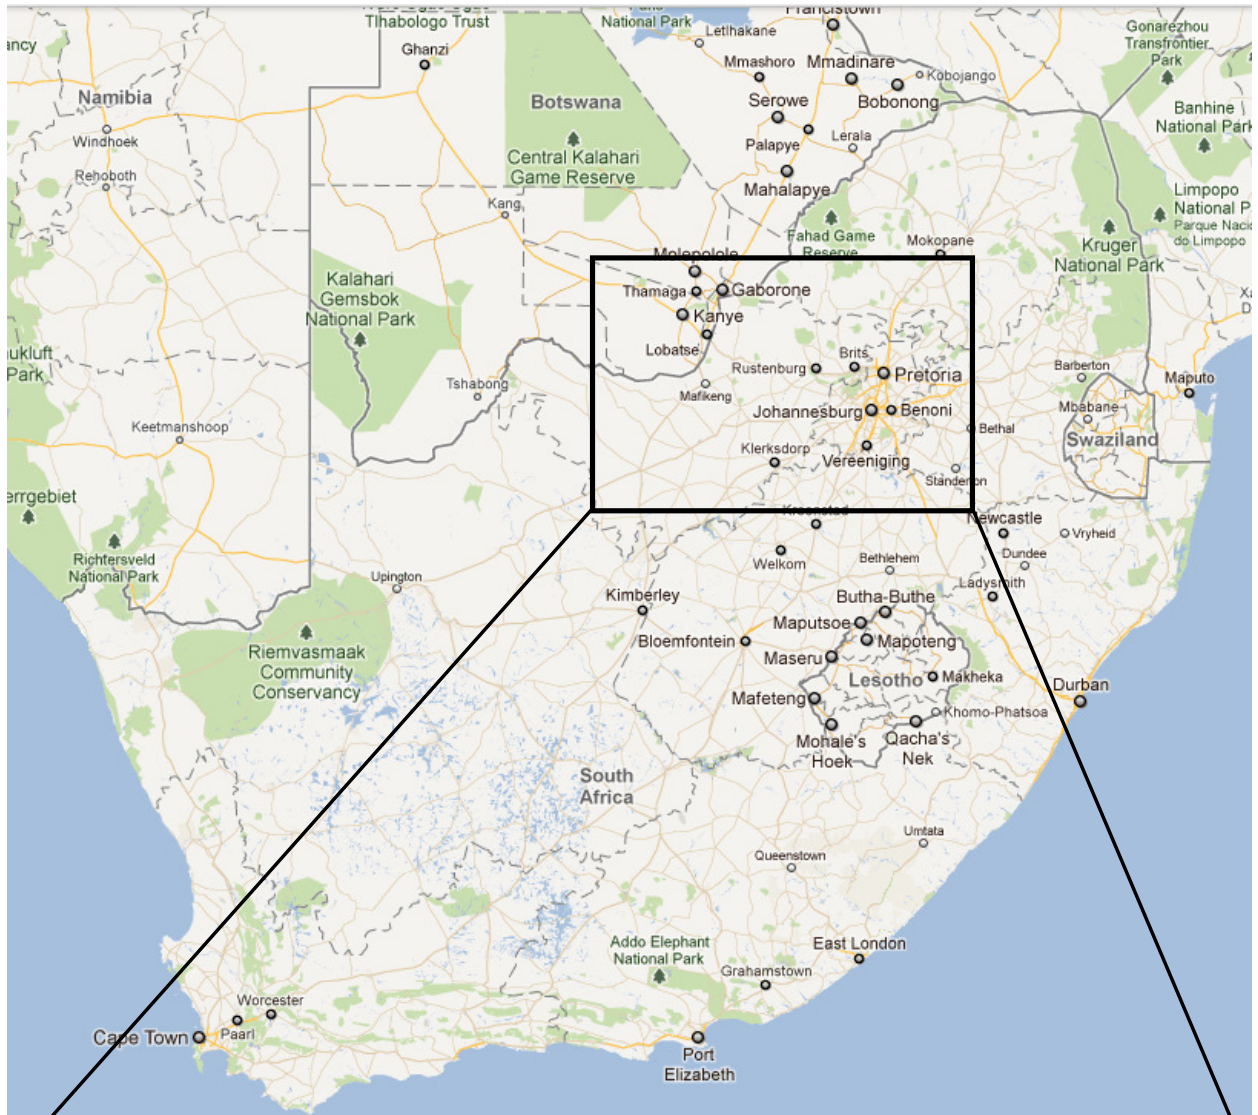 Tlhabologo Trust
Ghanzi
National Park
Francistown
Letlhakane
Mmashoro
Mmadinare
Kobojango
Bobonong
Gonarezhou
Transfrontier
Park
Namibia
Windhoek
Rehoboth
Botswana
Central Kalahari
Game Reserve
Serowe
Palapye
Lerala
Mahalapye
Banhine
National Park
Limpopo
National P
Parque Nacio
do Limpopo
Kang
Fahad Game
Reserve
Mokopane
Kruger
National Park
Kalahari
Gemsbok
National Park
Molepolole
Thamaga
Gaborone
Kanye
Lobatse
ukluft
Park
Tshabong
Mafikeng
Rustenburg
Brits
Pretoria
Barberton
Maputo
Johannesburg
Benoni
Mbabane
Bethal
Swaziland
Keetmanshoop
Klerksdorp
Vereeniging
Standerton
errgebiet
Kroonstad
Newcastle
Vryheid
Richtersveld
National Park
Upington
Welkom
Bethlehem
Dundee
Ladysmith
Kimberley
Butha-Buthe
Maputsoe
Mapoteng
Bloemfontein
Maseru
Lesotho
Makheka
Riemvasmaak
Community
Conservancy
Mafeteng
Khomo-Phatsoa
Durban
Mohale's
Hoek
Qacha's
Nek
South
Africa
Umtata
Queenstown
Addo Elephant
National Park
East London
Grahamstown
Worcester
Paarl
Cape Town
Port
Elizabeth